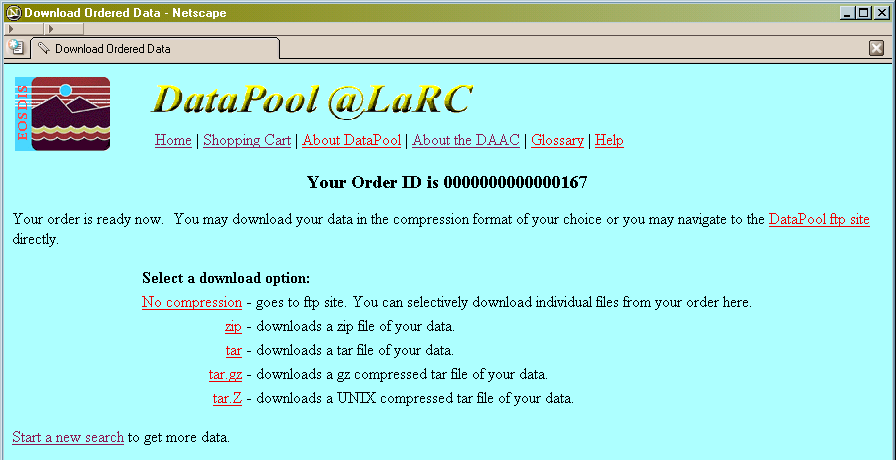 Download Ordered Data - Netscape
Download Ordered Data
EOSDIS
DataPool @LaRC
Home | Shopping Cart | About DataPool | About the DAAC | Glossary | Help
Your Order ID is 0000000000000167
Your order is ready now. You may download your data in the compression format of your choice or you may navigate to the DataPool ftp site
directly.
Select a download option:
No compression - goes to ftp site. You can selectively download individual files from your order here.
zip - downloads a zip file of your data.
tar - downloads a tar file of your data.
tar.gz - downloads a gz compressed tar file of your data.
tar.Z - downloads a UNIX compressed tar file of your data.
Start a new search to get more data.